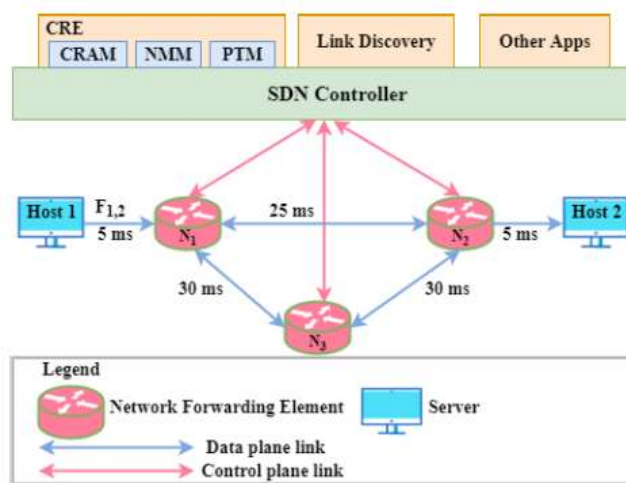 CRE
CRAM NMM PTM
Link Discovery
Other Apps
SDN Controller
Host 1
F1,2
5 ms
N1
25 ms
N2
5 ms
Host 2
30 ms
30 ms
N3
Legend
Network Forwarding Element
Server
Data plane link
Control plane link